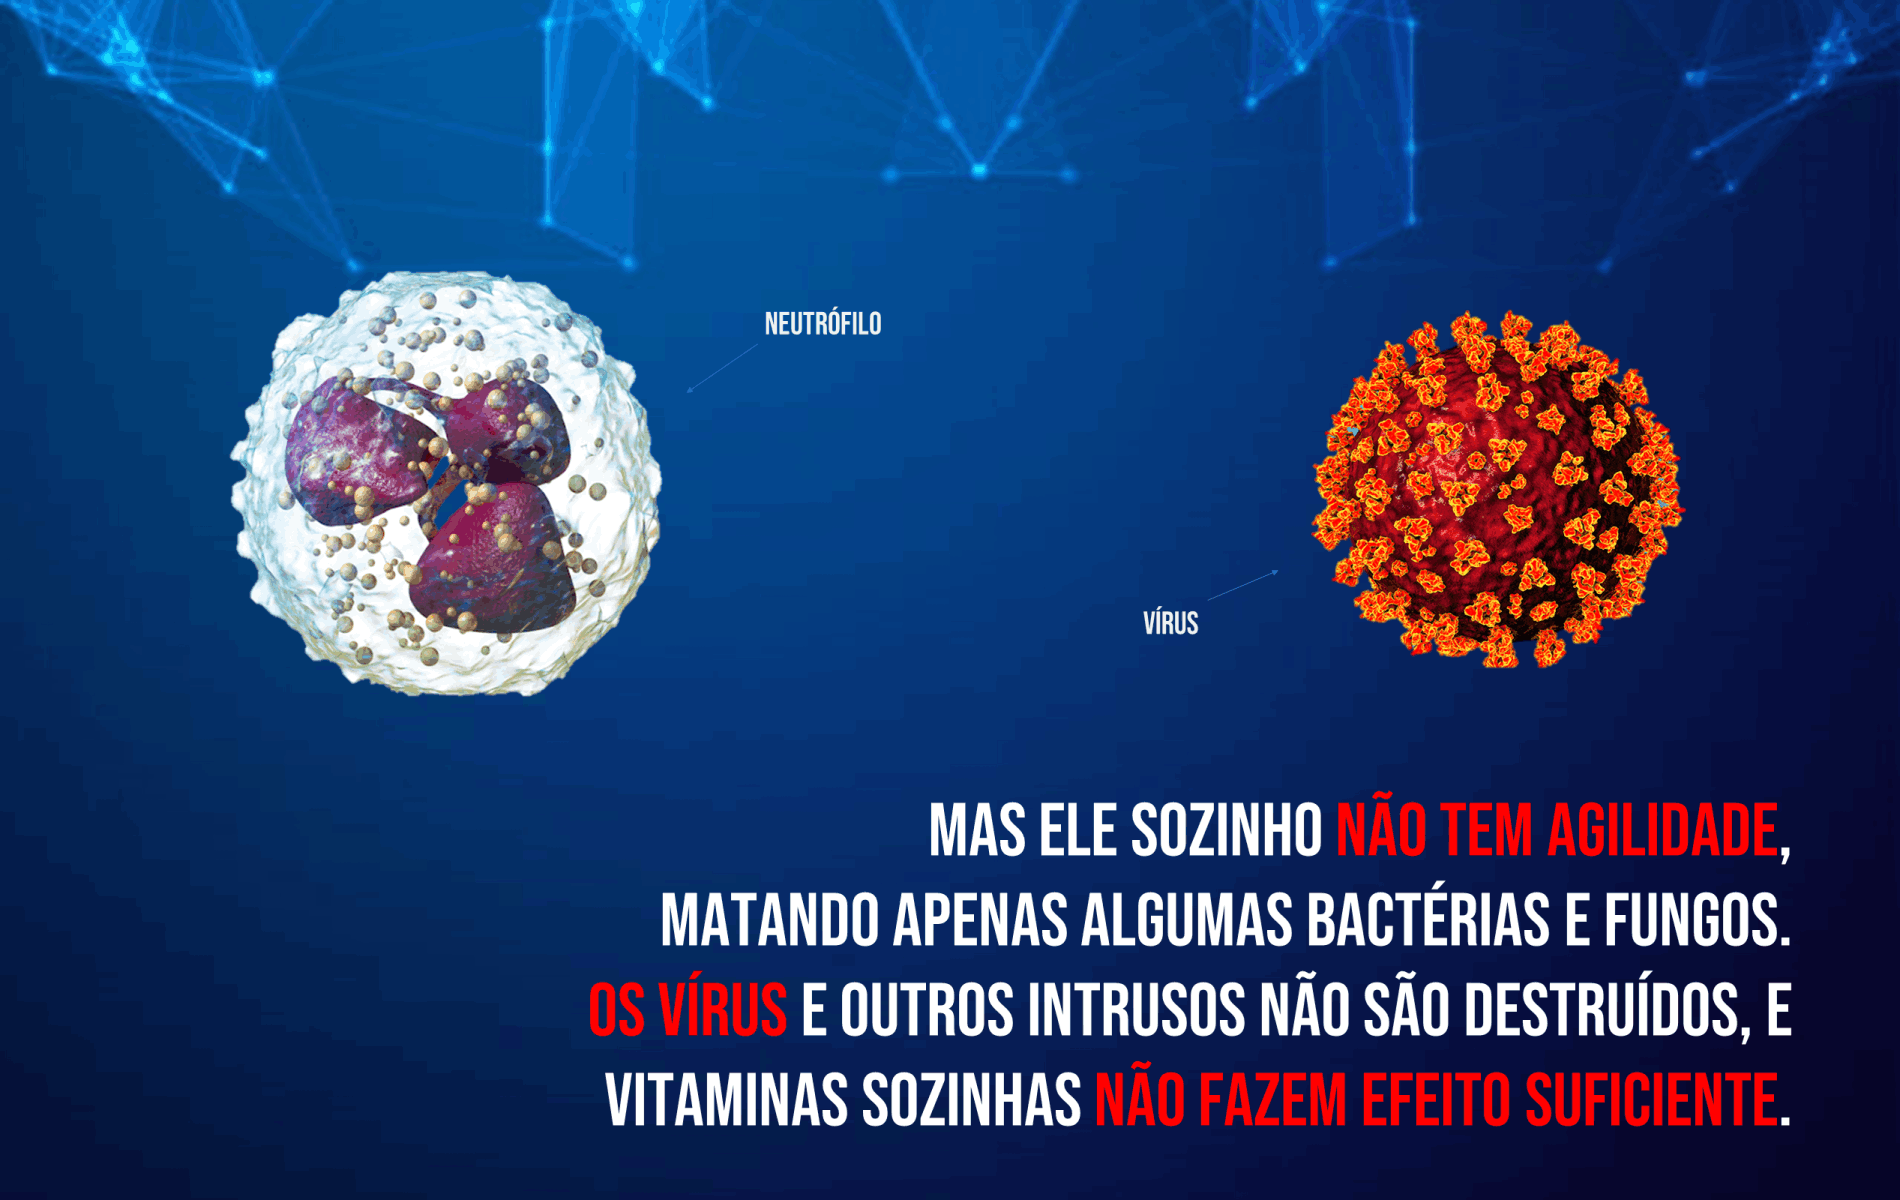 NEUTRÓFILO
VÍRUS
MAS ELE SOZINHO NÃO TEM AGILIDADE,
MATANDO APENAS ALGUMAS BACTÉRIAS E FUNGOS.
OS VÍRUS E OUTROS INTRUSOS NÃO SÃO DESTRUÍDOS, E
VITAMINAS SOZINHAS NÃO FAZEM EFEITO SUFICIENTE.